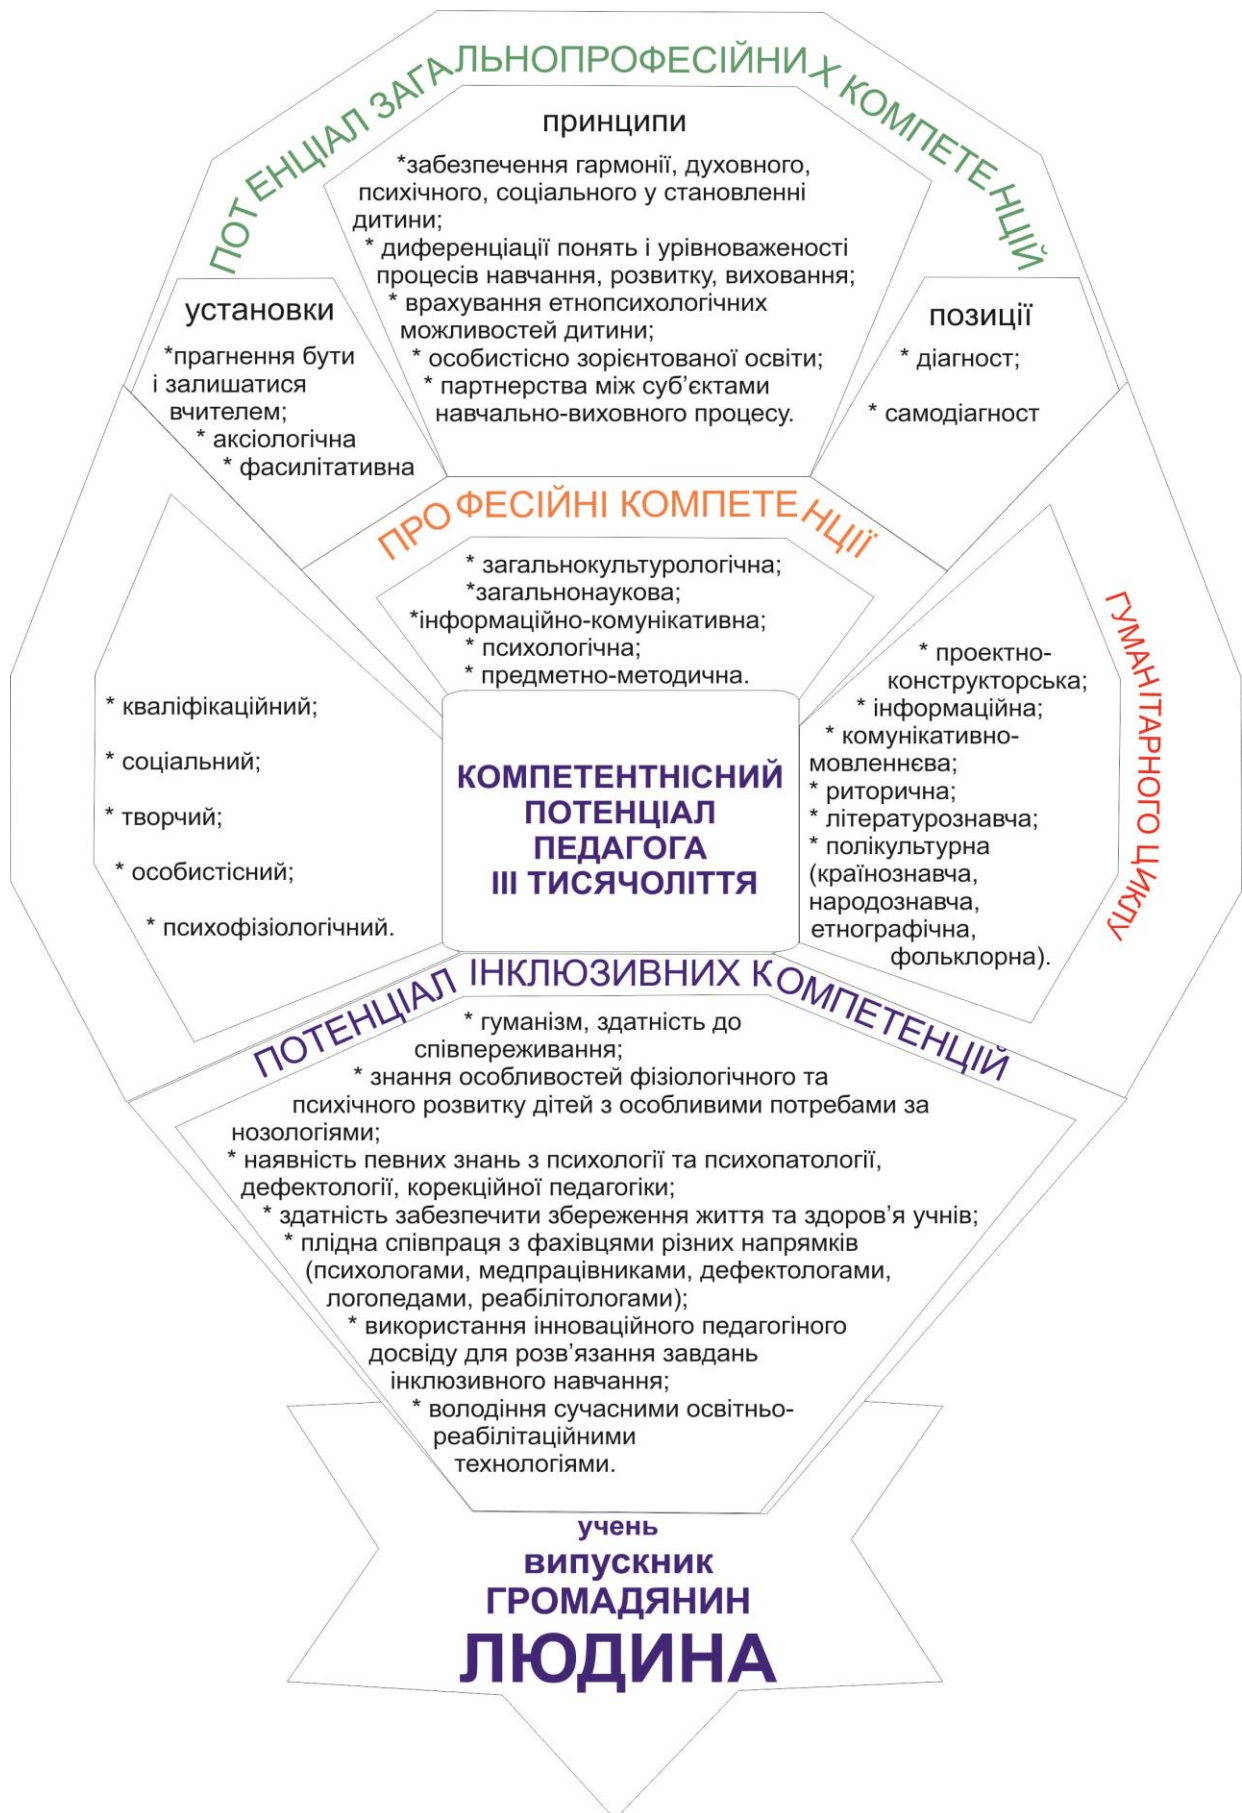 ПОТЕНЦІАЛ ЗАГАЛЬНОПРОФЕСІЙНИХ КОМПЕТЕНЦІЙ
принципи
*забезпечення гармонії, духовного,
психічного, соціального у становленні
дитини;
* диференціації понять і урівноваженості
процесів навчання, розвитку, виховання;
* врахування етнопсихологічних
можливостей дитини;
* особистісно зорієнтованої освіти;
* партнерства між суб’єктами
навчально-виховного процесу.
установки
*прагнення бути
і залишатися
вчителем;
* аксіологічна
* фасилітативна
позиції
* діагност;
* самодіагност
ПРОФЕСІЙНІ КОМПЕТЕНЦІЇ
* загальнокультурологічна;
*загальнонаукова;
*інформаційно-комунікативна;
* психологічна;
* предметно-методична.
* кваліфікаційний;
* соціальний;
* творчий;
* особистісний;
* психофізіологічний.
КОМПЕТЕНТНІСНИЙ
ПОТЕНЦІАЛ
ПЕДАГОГА
ІІІ ТИСЯЧОЛІТТЯ
ГУМАНІТАРНОГО ЦИКЛУ
* проектно-
конструкторська;
* інформаційна;
* комунікативно-
мовленнєва;
* риторична;
* літературознавча;
* полікультурна
(країнознавча,
народознавча,
етнографічна,
фольклорна).
ПОТЕНЦІАЛ ІНКЛЮЗИВНИХ КОМПЕТЕНЦІЙ
* гуманізм, здатність до
співпереживання;
* знання особливостей фізіологічного та
психічного розвитку дітей з особливими потребами за
нозологіями;
* наявність певних знань з психології та психопатології,
дефектології, корекційної педагогіки;
* здатність забезпечити збереження життя та здоров’я учнів;
* плідна співпраця з фахівцями різних напрямків
(психологами, медпрацівниками, дефектологами,
логопедами, реабілітологами);
* використання інноваційного педагогіного
досвіду для розв’язання завдань
інклюзивного навчання;
* володіння сучасними освітньо-
реабілітаційними
технологіями.
учень
випускник
ГРОМАДЯНИН
ЛЮДИНА